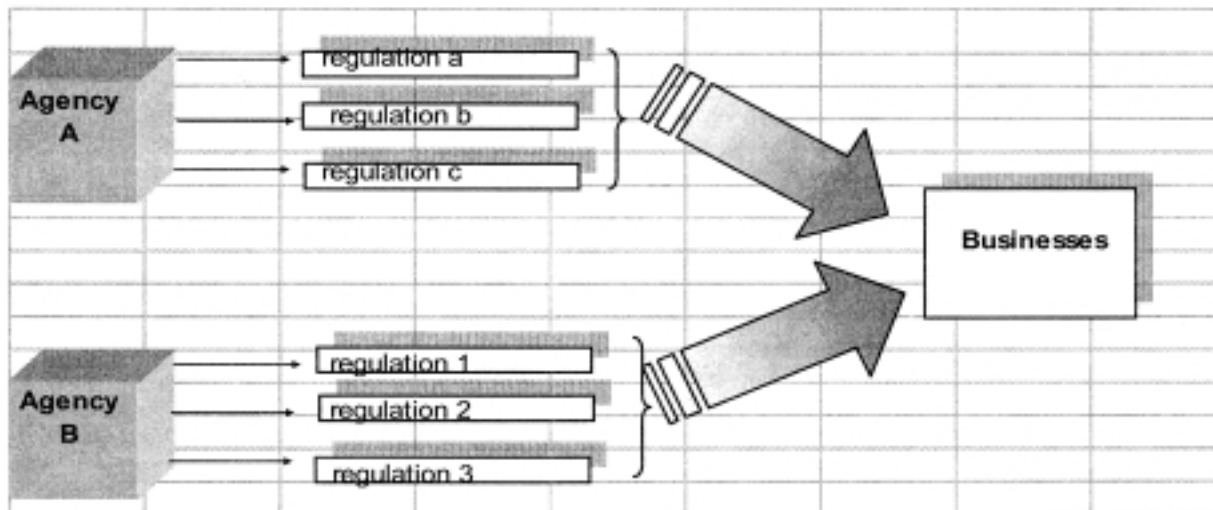 Agency
A
regulation a
regulation b
regulation c
Businesses
Agency
B
regulation 1
regulation 2
regulation 3